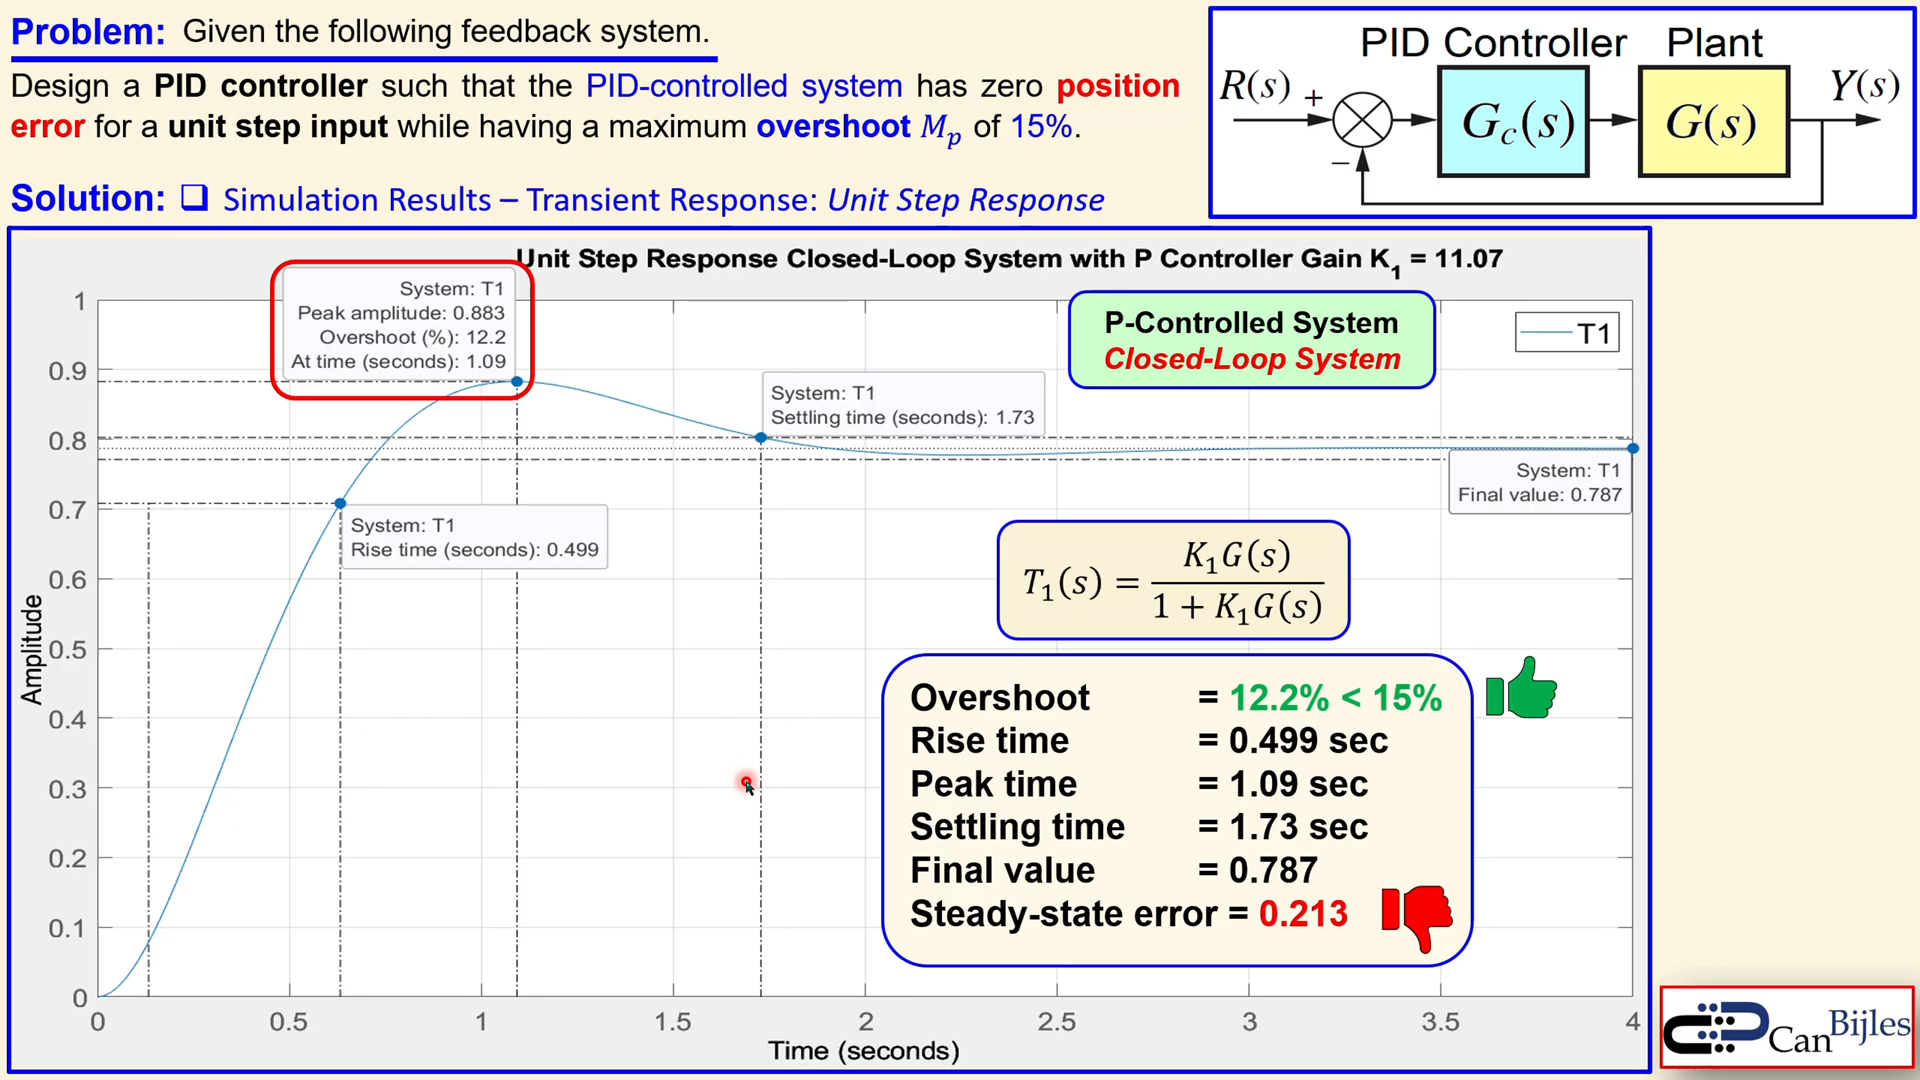 Problem: Given the following feedback system.
Design a PID controller such that the PID-controlled system has zero position
error for a unit step input while having a maximum overshoot Mₚ of 15%.
Solution: ❑ Simulation Results – Transient Response: Unit Step Response
PID Controller Plant
R(s) + Gc(s) G(s) Y(s)
−
Unit Step Response Closed-Loop System with P Controller Gain K₁ = 11.07
System: T1
Peak amplitude: 0.883
Overshoot (%): 12.2
At time (seconds): 1.09
P-Controlled System
Closed-Loop System
T1
System: T1
Settling time (seconds): 1.73
System: T1
Final value: 0.787
System: T1
Rise time (seconds): 0.499
T₁(s) = K₁G(s) / 1 + K₁G(s)
Overshoot = 12.2% < 15%
Rise time = 0.499 sec
Peak time = 1.09 sec
Settling time = 1.73 sec
Final value = 0.787
Steady-state error = 0.213
Amplitude
1
0.9
0.8
0.7
0.6
0.5
0.4
0.3
0.2
0.1
0
0 0.5 1 1.5 2 2.5 3 3.5 4
Time (seconds)
CanBijles